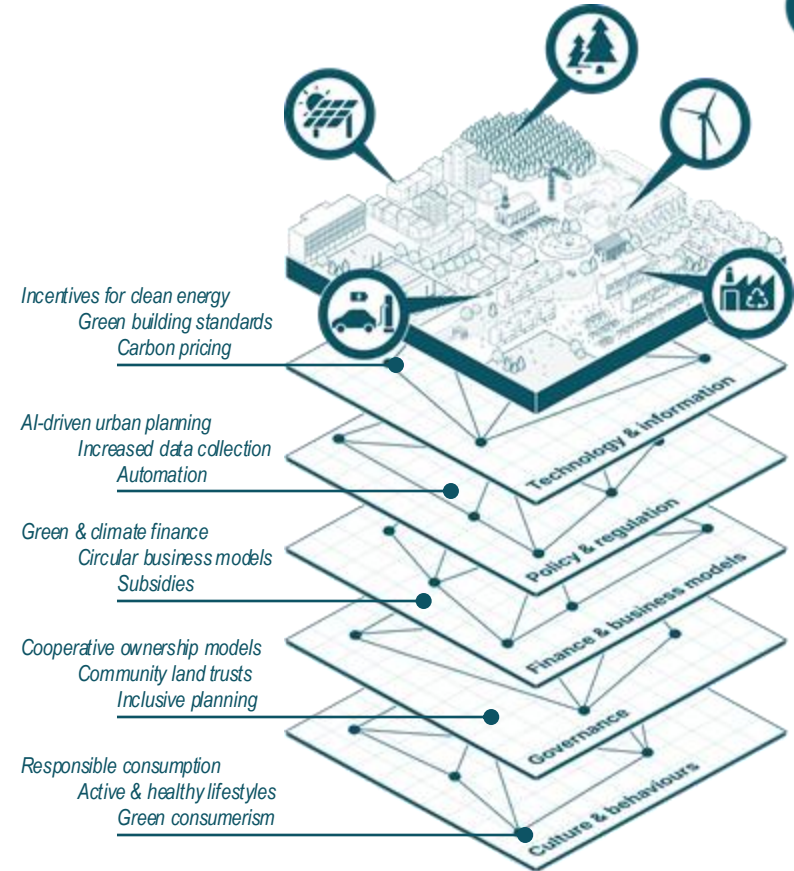 Incentives for clean energy
Green building standards
Carbon pricing
Technology & information
AI-driven urban planning
Increased data collection
Automation
Policy & regulation
Green & climate finance
Circular business models
Subsidies
Finance & business models
Cooperative ownership models
Community land trusts
Inclusive planning
Governance
Responsible consumption
Active & healthy lifestyles
Green consumerism
Culture & behaviours